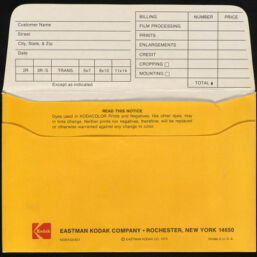 BILLING NUMBER PRICE
Customer Name
FILM PROCESSING
Street
PRINTS
City, State, & Zip
ENLARGEMENTS
Date
CREDIT
CROPPING
2R 3R/S TRANS. 5x7 8x10 11x14
MOUNTING
Except as indicated
TOTAL
READ THIS NOTICE
Dyes used in KODACOLOR Prints and Negatives, like other dyes, may
in time change. Neither prints nor negatives, therefore, will be replaced
or otherwise warranted against any change in color.
Kodak
EASTMAN KODAK COMPANY • ROCHESTER, NEW YORK 14650
© EASTMAN KODAK CO.
Printed in U. S. A.